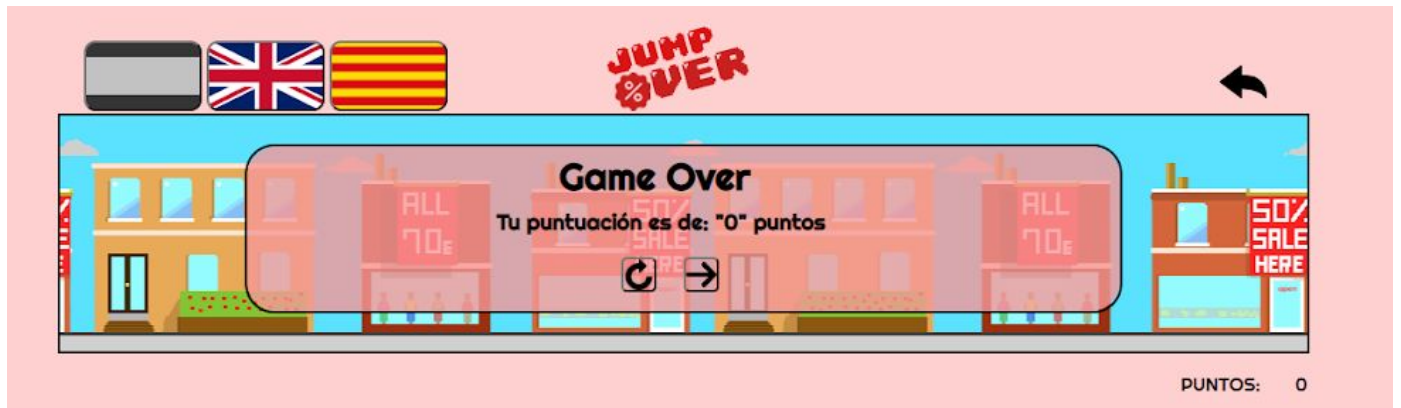 JUMP
OVER
Game Over
Tu puntuación es de: "0" puntos
ALL
70€
50%
SALE
HERE
ALL
70€
50%
SALE
HERE
open
PUNTOS: 0